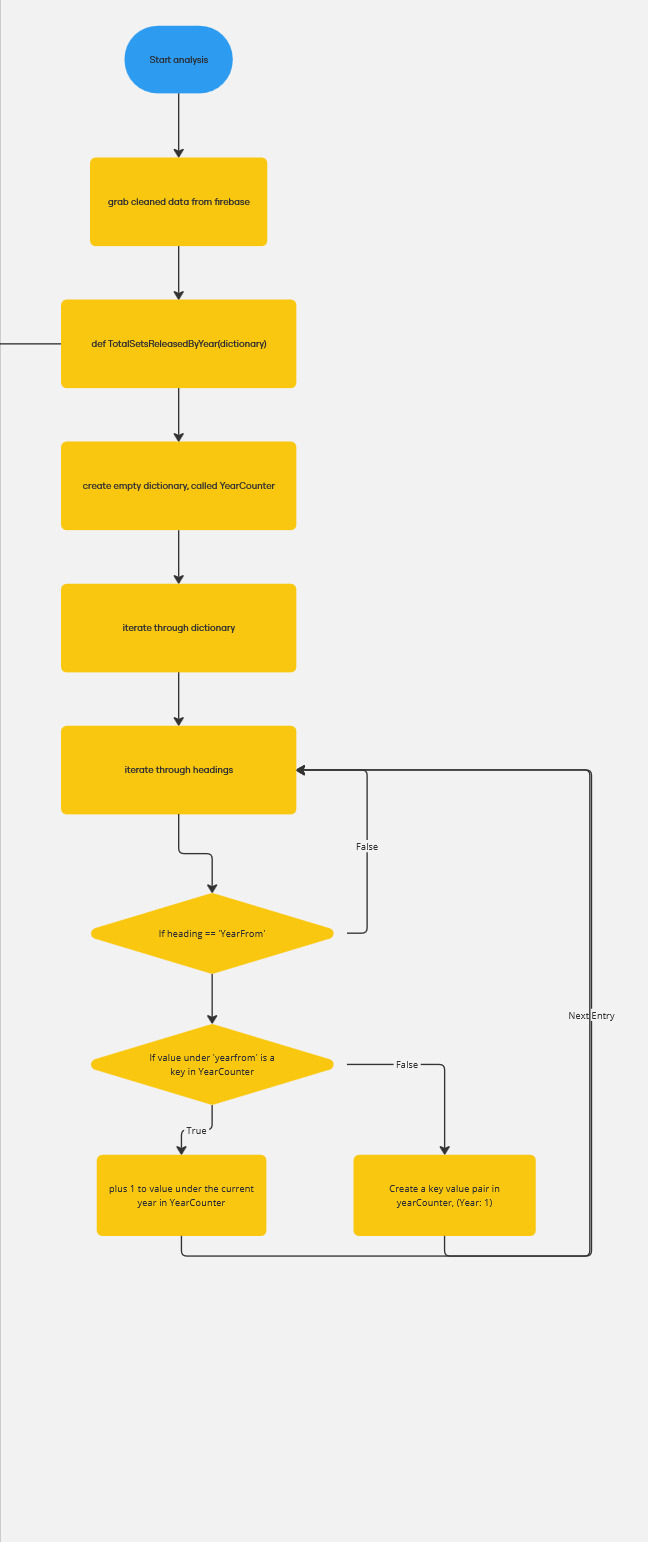 Start analysis
grab cleaned data from firebase
def TotalSetsReleasedByYear(dictionary)
create empty dictionary, called YearCounter
iterate through dictionary
iterate through headings
False
If heading == 'YearFrom'
Next Entry
If value under 'yearfrom' is a
key in YearCounter
False
True
plus 1 to value under the current
year in YearCounter
Create a key value pair in
yearCounter, (Year: 1)